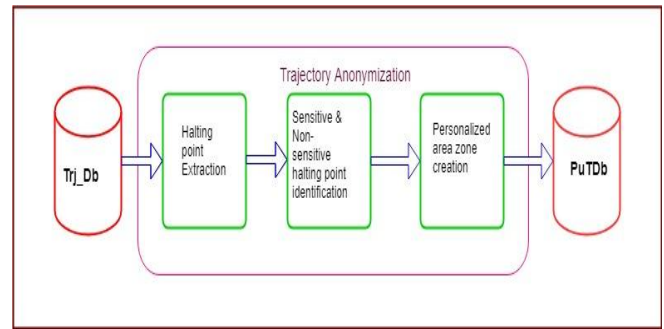 Trajectory Anonymization
Trj_Db
Halting
point
Extraction
Sensitive &
Non-
sensitive
halting point
identification
Personalized
area zone
creation
PuTDb